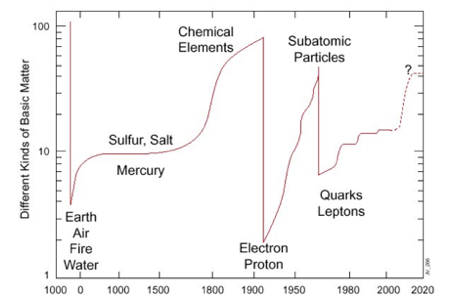 Different Kinds of Basic Matter
100
10
1
Chemical
Elements
Subatomic
Particles
?
Sulfur, Salt
Mercury
Earth
Air
Fire
Water
Quarks
Leptons
Electron
Proton
1000 0 1000 1500 1800 1900 1950 1980 2000 2020